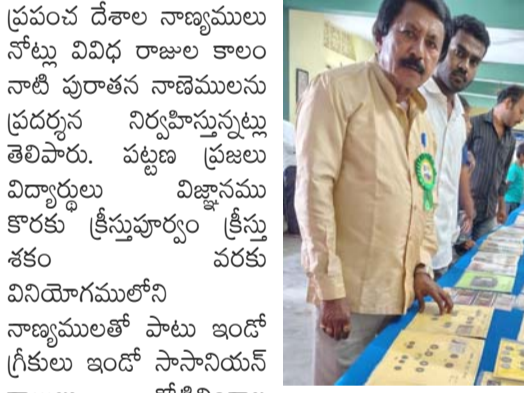 ప్రపంచ దేశాల నాణ్యములు
నోట్లు వివిధ రాజుల కాలం
నాటి పురాతన నాణెములను
ప్రదర్శన నిర్వహిస్తున్నట్లు
తెలిపారు. పట్టణ ప్రజలు
విద్యార్థులు విజ్ఞానము
కొరకు క్రీస్తుపూర్వం క్రీస్తు
శకం వరకు
వినియోగములోని
నాణ్యములతో పాటు ఇండో
గ్రీకులు ఇండో సాసానియన్